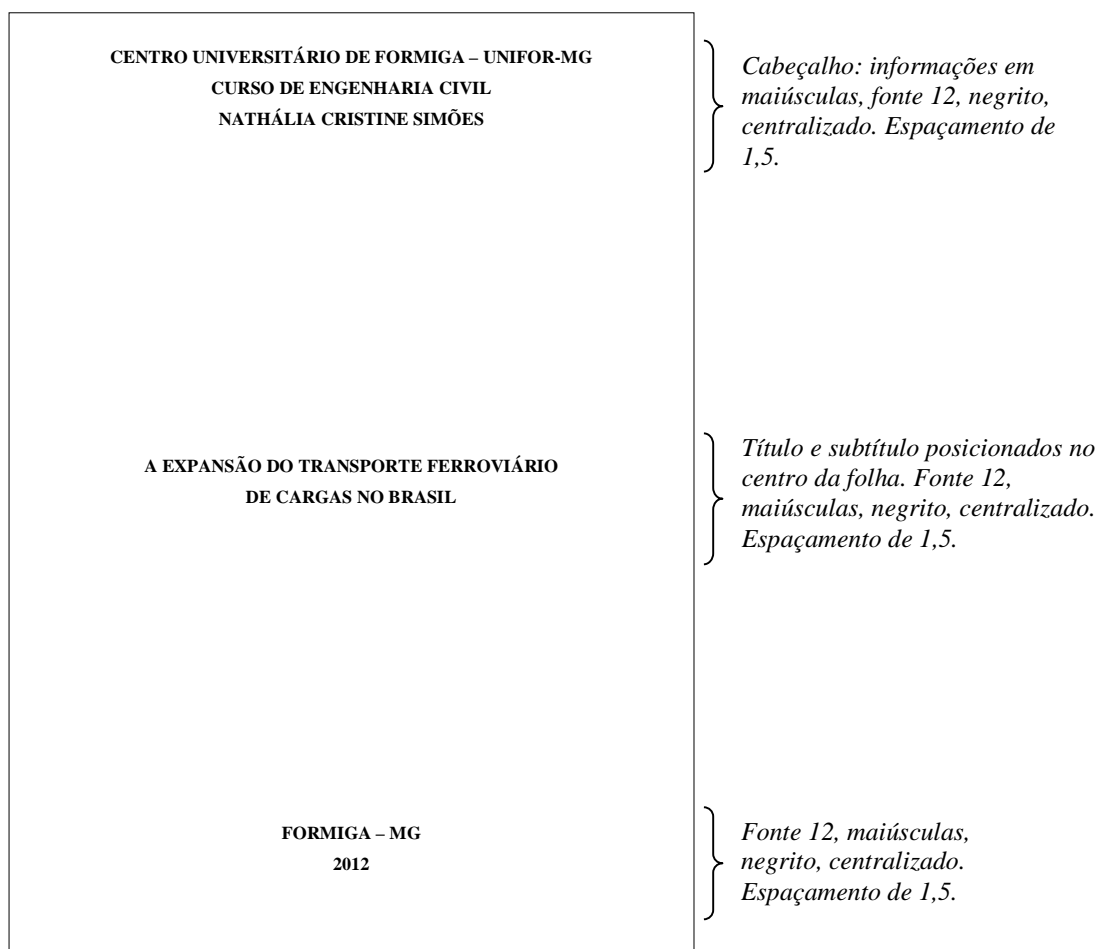 CENTRO UNIVERSITÁRIO DE FORMIGA – UNIFOR-MG
CURSO DE ENGENHARIA CIVIL
NATHÁLIA CRISTINE SIMÕES
Cabeçalho: informações em
maiúsculas, fonte 12, negrito,
centralizado. Espaçamento de
1,5.
A EXPANSÃO DO TRANSPORTE FERROVIÁRIO
DE CARGAS NO BRASIL
Título e subtítulo posicionados no
centro da folha. Fonte 12,
maiúsculas, negrito, centralizado.
Espaçamento de 1,5.
FORMIGA – MG
2012
Fonte 12, maiúsculas,
negrito, centralizado.
Espaçamento de 1,5.